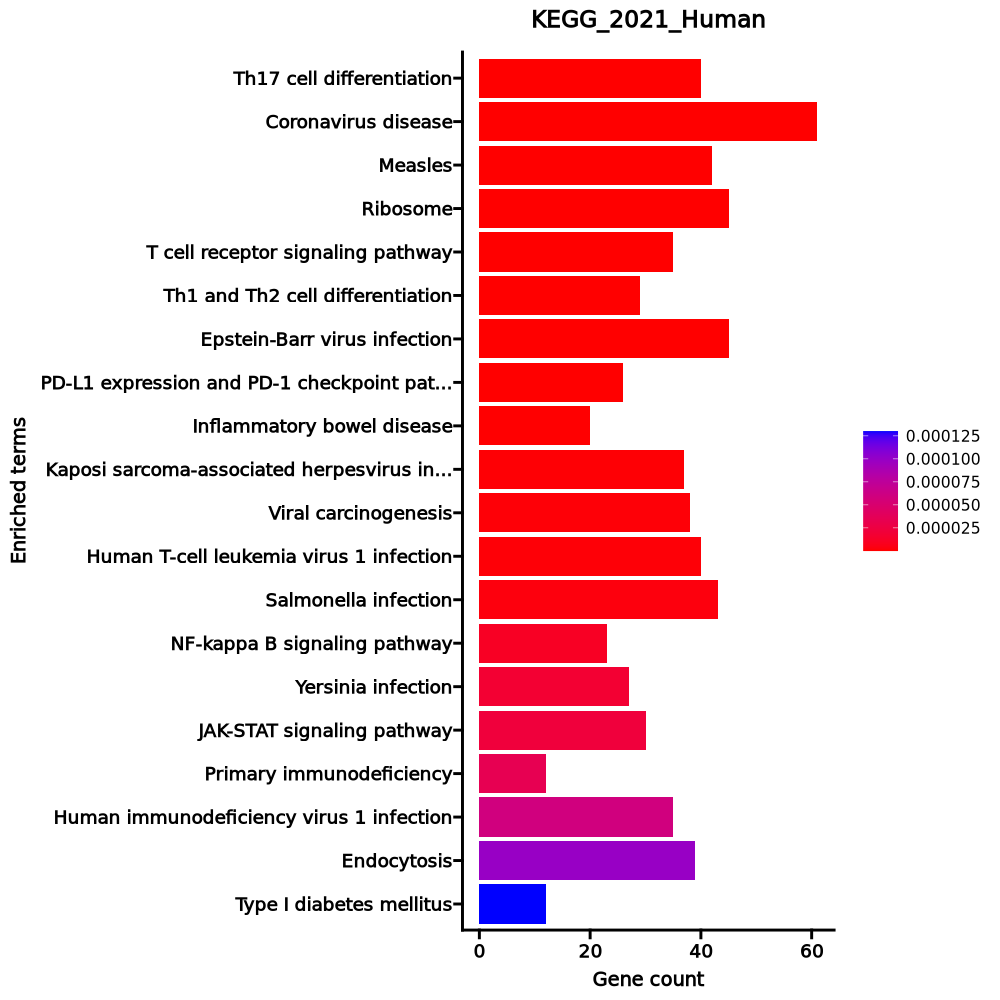 KEGG_2021_Human
Th17 cell differentiation
Coronavirus disease
Measles
Ribosome
T cell receptor signaling pathway
Th1 and Th2 cell differentiation
Epstein-Barr virus infection
PD-L1 expression and PD-1 checkpoint pat...
Inflammatory bowel disease
Kaposi sarcoma-associated herpesvirus in...
Viral carcinogenesis
Human T-cell leukemia virus 1 infection
Salmonella infection
NF-kappa B signaling pathway
Yersinia infection
JAK-STAT signaling pathway
Primary immunodeficiency
Human immunodeficiency virus 1 infection
Endocytosis
Type I diabetes mellitus
Enriched terms
0 20 40 60
Gene count
0.000125
0.000100
0.000075
0.000050
0.000025